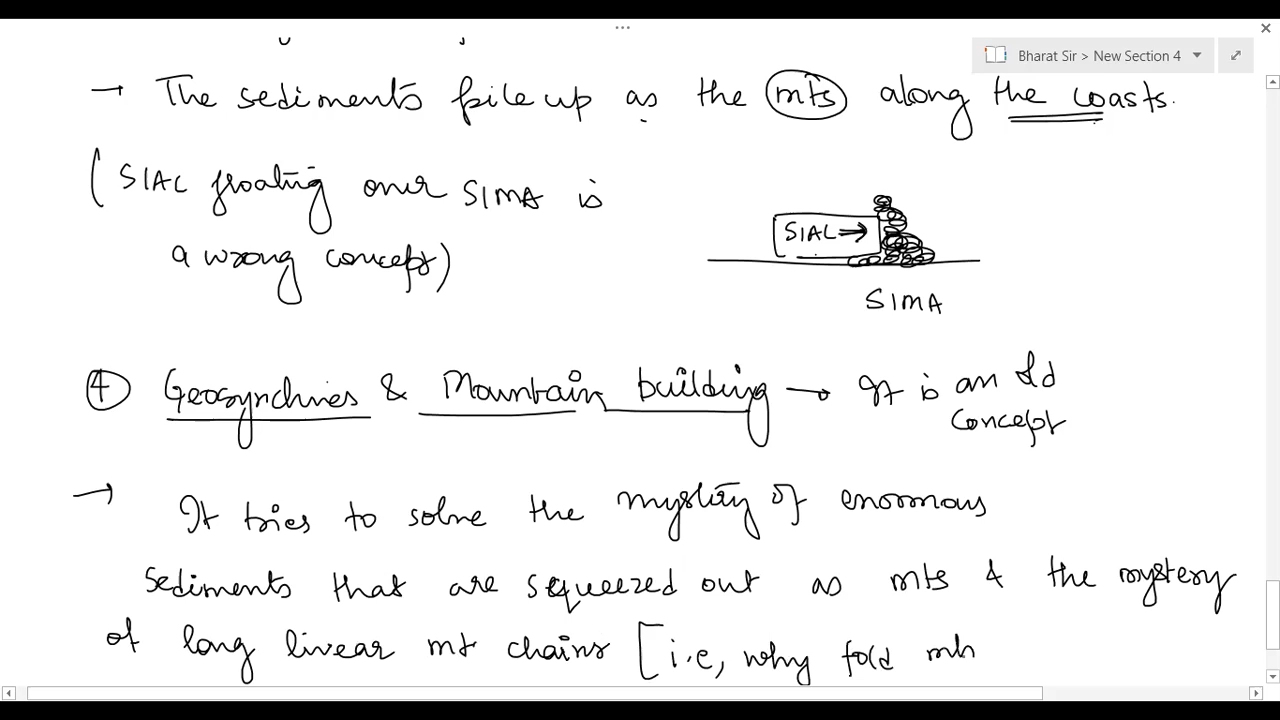 Bharat Sir > New Section 4
→ The sediments pile up as the mts along the coasts.
(SIAL floating over SIMA is
a wrong concept)
SIAL →
SIMA
④ Geosynclines & Mountain building → It is an old
concept
→ It tries to solve the mystery of enormous
sediments that are squeezed out as mts & the mystery
of long linear mt chains [i.e, why fold mts